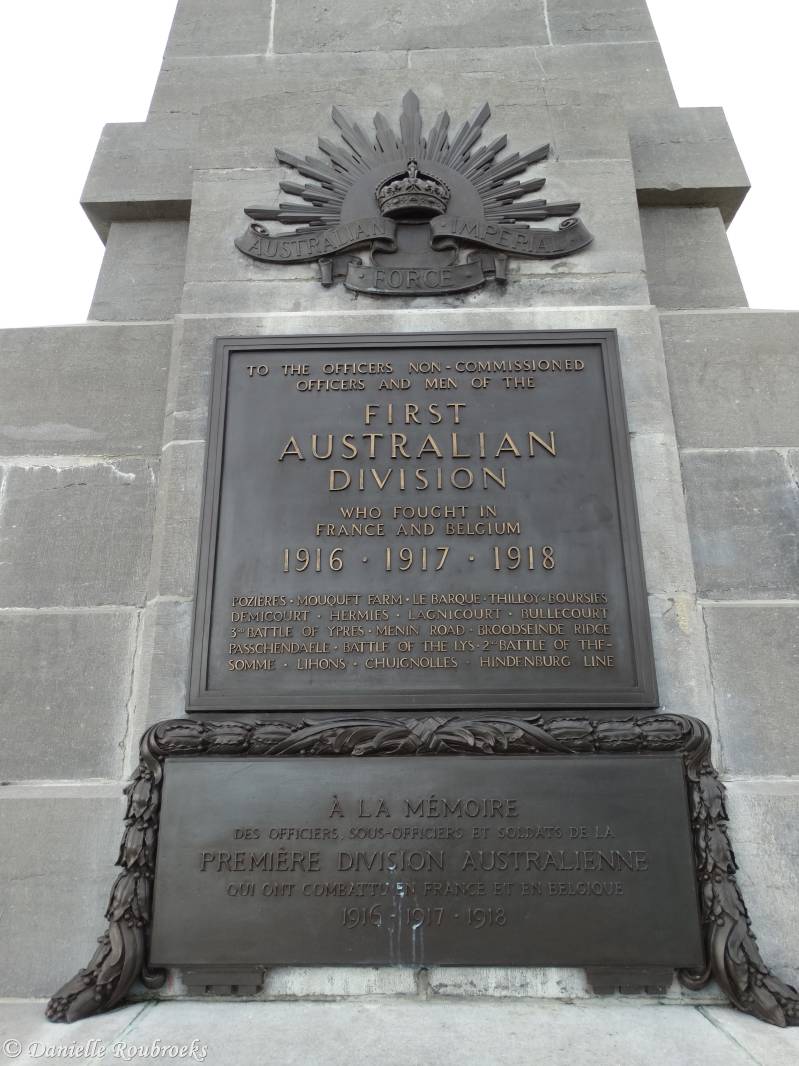 AUSTRALIAN IMPERIAL
FORCE
TO THE OFFICERS NON-COMMISSIONED
OFFICERS AND MEN OF THE
FIRST
AUSTRALIAN
DIVISION
WHO FOUGHT IN
FRANCE AND BELGIUM
1916 · 1917 · 1918
POZIÈRES · MOUQUET FARM · LE BARQUE · THILLOY · BOURSIES
DEMICOURT · HERMIES · LAGNICOURT · BULLECOURT
3RD BATTLE OF YPRES · MENIN ROAD · BROODSEINDE RIDGE
PASSCHENDAELE · BATTLE OF THE LYS · 2ND BATTLE OF THE-
SOMME · LIHONS · CHUIGNOLLES · HINDENBURG LINE
À LA MÉMOIRE
DES OFFICIERS, SOUS-OFFICIERS ET SOLDATS DE LA
PREMIÈRE DIVISION AUSTRALIENNE
QUI ONT COMBATTU EN FRANCE ET EN BELGIQUE
1916 · 1917 · 1918
© Danielle Roubroeks